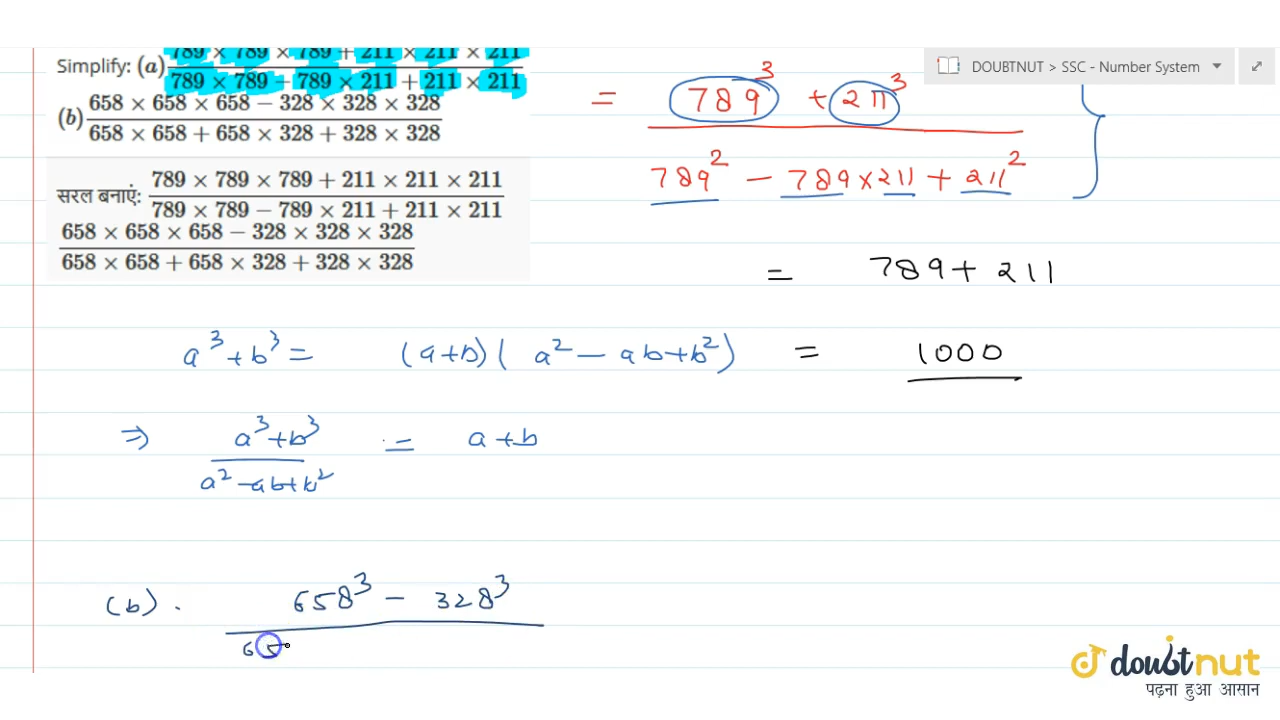 Simplify: (a) 789 × 789 × 789 + 211 × 211 × 211 / 789 × 789 − 789 × 211 + 211 × 211
(b) 658 × 658 × 658 − 328 × 328 × 328 / 658 × 658 + 658 × 328 + 328 × 328
सरल बनाएं: 789 × 789 × 789 + 211 × 211 × 211 / 789 × 789 − 789 × 211 + 211 × 211
658 × 658 × 658 − 328 × 328 × 328 / 658 × 658 + 658 × 328 + 328 × 328
DOUBTNUT > SSC - Number System
= 789³ + 211³ / 789² − 789 × 211 + 211²
= 789 + 211
a³ + b³ = (a+b)( a² − ab + b²)
= 1000
⇒ a³ + b³ / a² − ab + b² = a + b
(b). 658³ − 328³
65
doubtnut
पढ़ना हुआ आसान